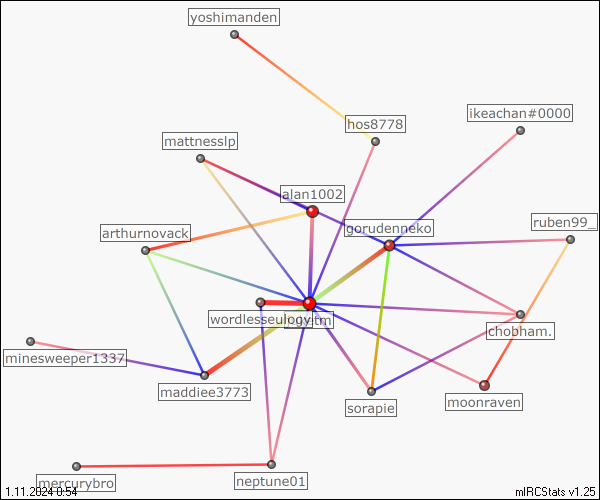 yoshimanden
hos8778
ikeachan#0000
mattnesslp
alan1002
ruben99_
gorudenneko
arthurnovack
wordlesseulogy
chobham.
minesweeper1337
maddiee3773
sorapie
moonraven
neptune01
mercurybro
1.11.2024 0:54
mIRCStats v1.25